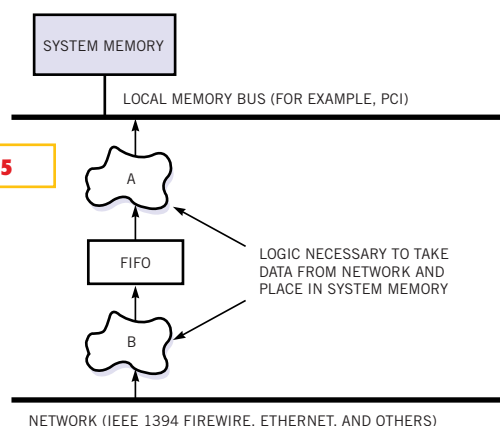 SYSTEM MEMORY
LOCAL MEMORY BUS (FOR EXAMPLE, PCI)
5
A
FIFO
LOGIC NECESSARY TO TAKE
DATA FROM NETWORK AND
PLACE IN SYSTEM MEMORY
B
NETWORK (IEEE 1394 FIREWIRE, ETHERNET, AND OTHERS)